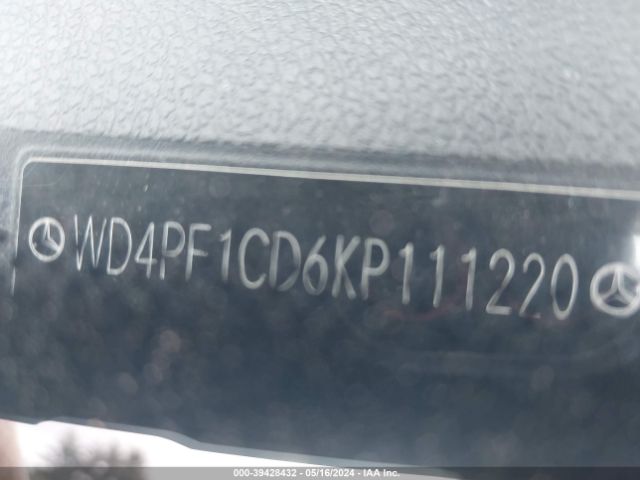 WD4PF1CD6KP111220
000-39428432 - 05/16/2024 - IAA Inc.